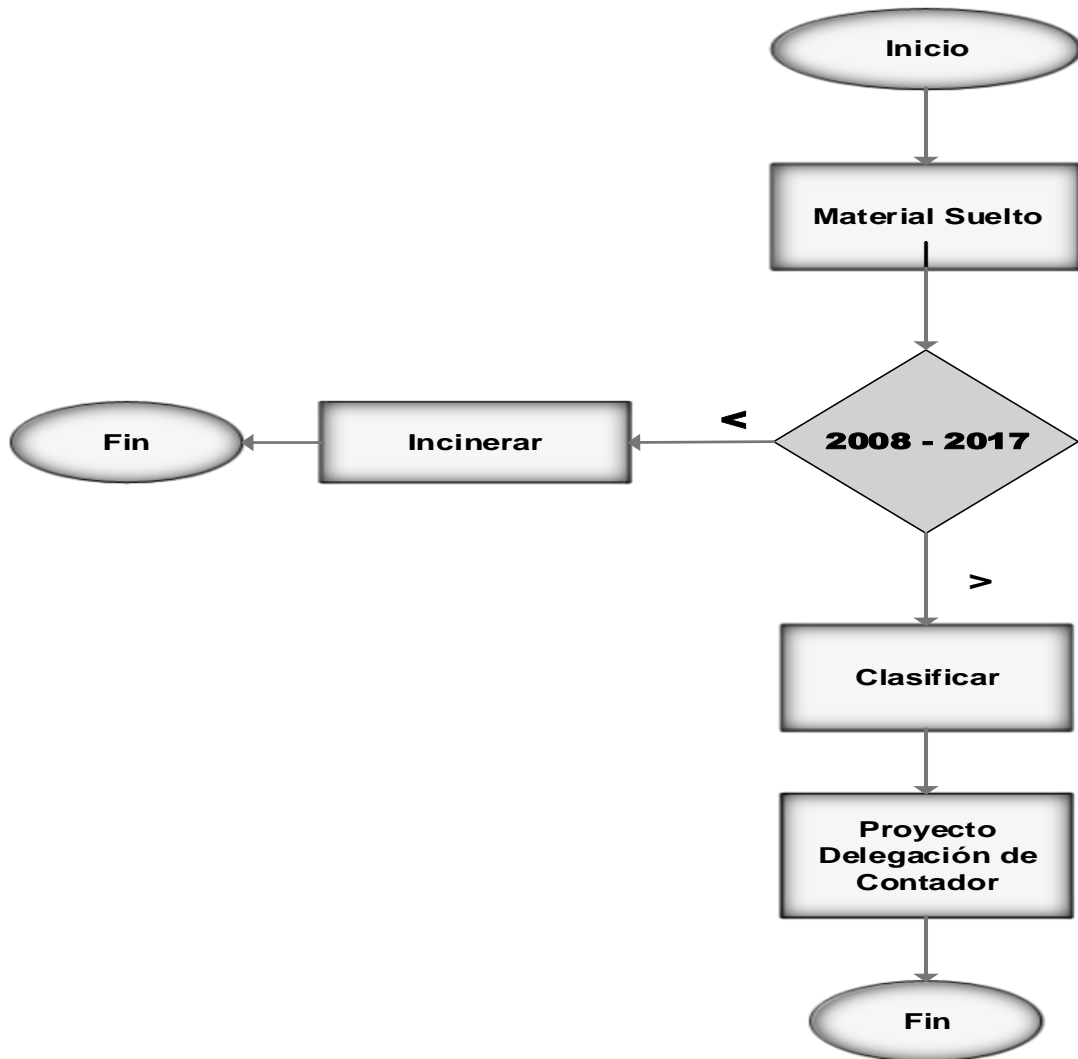 Inicio
Material Suelto
Fin
Incinerar
<
2008 - 2017
>
Clasificar
Proyecto
Delegación de
Contador
Fin